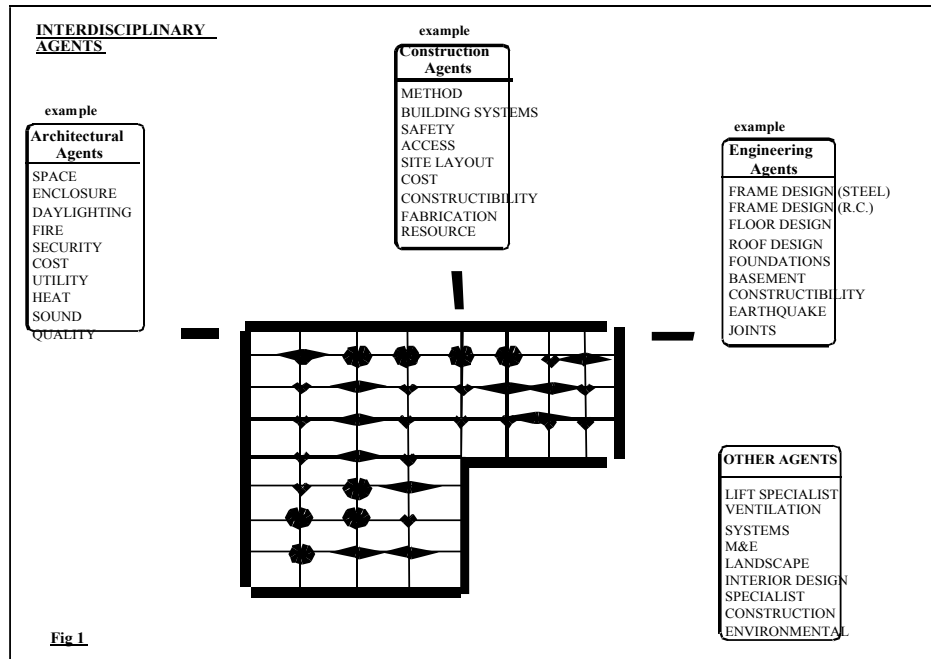 INTERDISCIPLINARY
AGENTS
example
Construction
Agents
METHOD
BUILDING SYSTEMS
SAFETY
ACCESS
SITE LAYOUT
COST
CONSTRUCTIBILITY
FABRICATION
RESOURCE
example
Architectural
Agents
SPACE
ENCLOSURE
DAYLIGHTING
FIRE
SECURITY
COST
UTILITY
HEAT
SOUND
QUALITY
example
Engineering
Agents
FRAME DESIGN (STEEL)
FRAME DESIGN (R.C.)
FLOOR DESIGN
ROOF DESIGN
FOUNDATIONS
BASEMENT
CONSTRUCTIBILITY
EARTHQUAKE
JOINTS
OTHER AGENTS
LIFT SPECIALIST
VENTILATION
SYSTEMS
M&E
LANDSCAPE
INTERIOR DESIGN
SPECIALIST
CONSTRUCTION
ENVIRONMENTAL
Fig 1